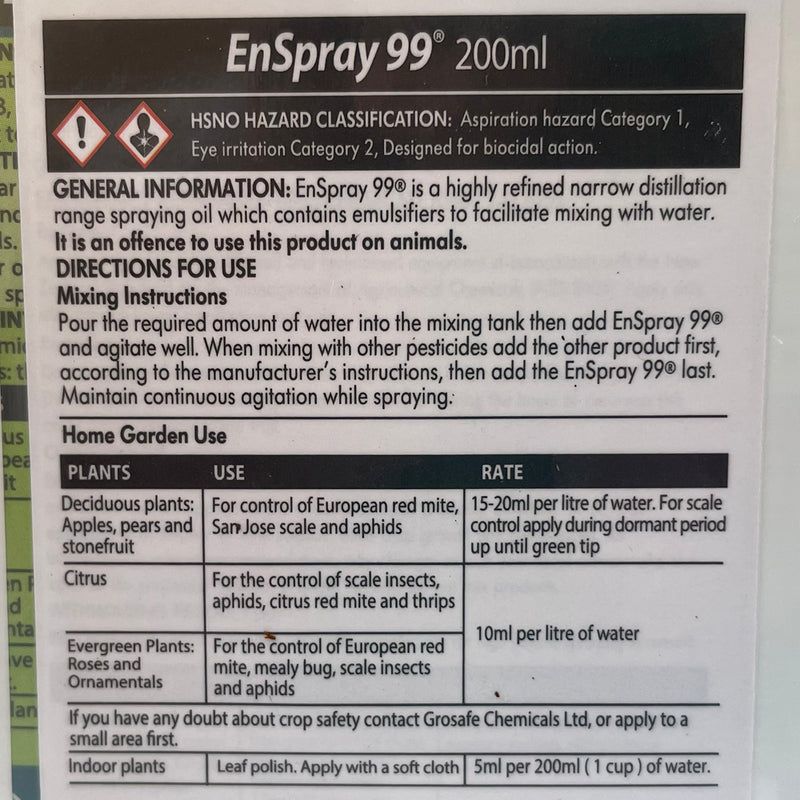 EnSpray 99® 200ml
HSNO HAZARD CLASSIFICATION: Aspiration hazard Category 1,
Eye irritation Category 2, Designed for biocidal action.
GENERAL INFORMATION: EnSpray 99® is a highly refined narrow distillation
range spraying oil which contains emulsifiers to facilitate mixing with water.
It is an offence to use this product on animals.
DIRECTIONS FOR USE
Mixing Instructions
Pour the required amount of water into the mixing tank then add EnSpray 99®
and agitate well. When mixing with other pesticides add the other product first,
according to the manufacturer's instructions, then add the EnSpray 99® last.
Maintain continuous agitation while spraying.
Home Garden Use
PLANTS USE RATE
Deciduous plants:
Apples, pears and
stonefruit
For control of European red mite,
San Jose scale and aphids
15-20ml per litre of water. For scale
control apply during dormant period
up until green tip
Citrus
For the control of scale insects,
aphids, citrus red mite and thrips
10ml per litre of water
Evergreen Plants:
Roses and
Ornamentals
For the control of European red
mite, mealy bug, scale insects
and aphids
If you have any doubt about crop safety contact Grosafe Chemicals Ltd, or apply to a
small area first.
Indoor plants
Leaf polish. Apply with a soft cloth
5ml per 200ml ( 1 cup ) of water.